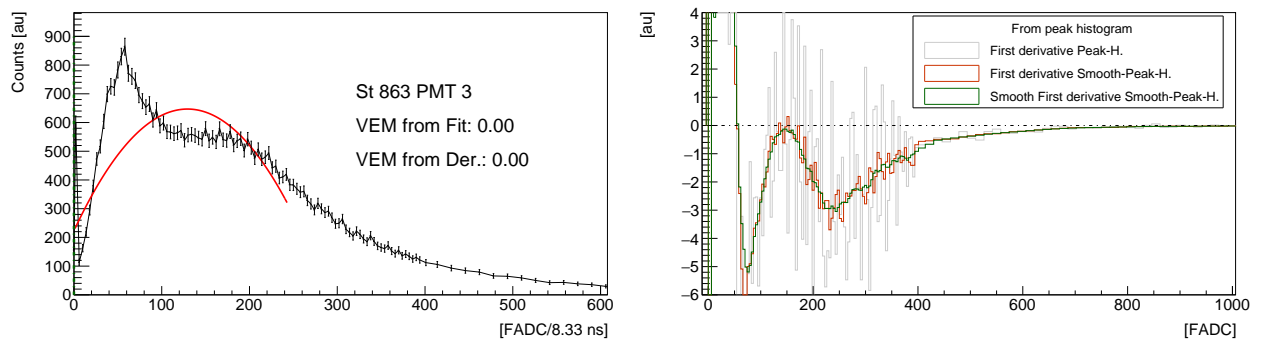 Counts [au]
900
800
700
600
500
400
300
200
100
0
St 863 PMT 3
VEM from Fit: 0.00
VEM from Der.: 0.00
0 100 200 300 400 500 600
[FADC/8.33 ns]
[au]
4
3
2
1
0
−1
−2
−3
−4
−5
−6
From peak histogram
First derivative Peak-H.
First derivative Smooth-Peak-H.
Smooth First derivative Smooth-Peak-H.
0 200 400 600 800 1000
[FADC]